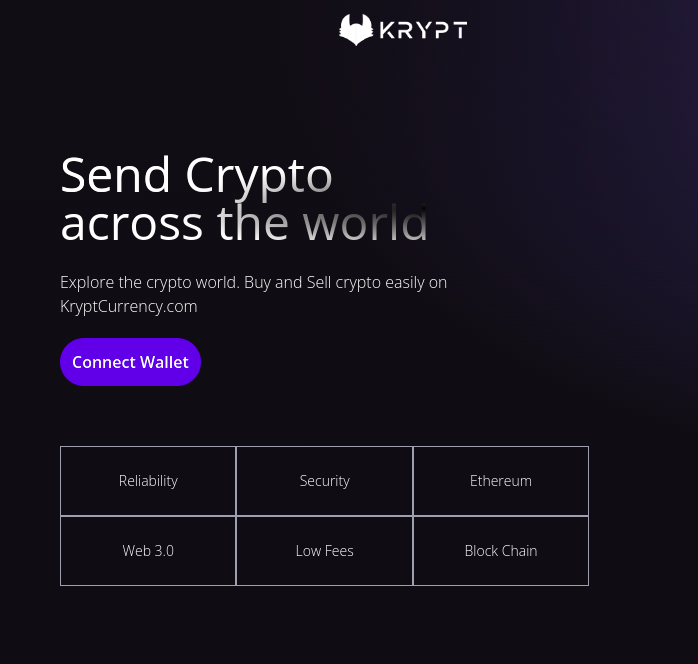 KRYPT
Send Crypto
across the world
Explore the crypto world. Buy and Sell crypto easily on
KryptCurrency.com
Connect Wallet
Reliability
Security
Ethereum
Web 3.0
Low Fees
Block Chain